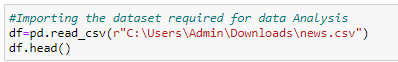 #Importing the dataset required for data Analysis
df=pd.read_csv(r"C:\Users\Admin\Downloads\news.csv")
df.head()